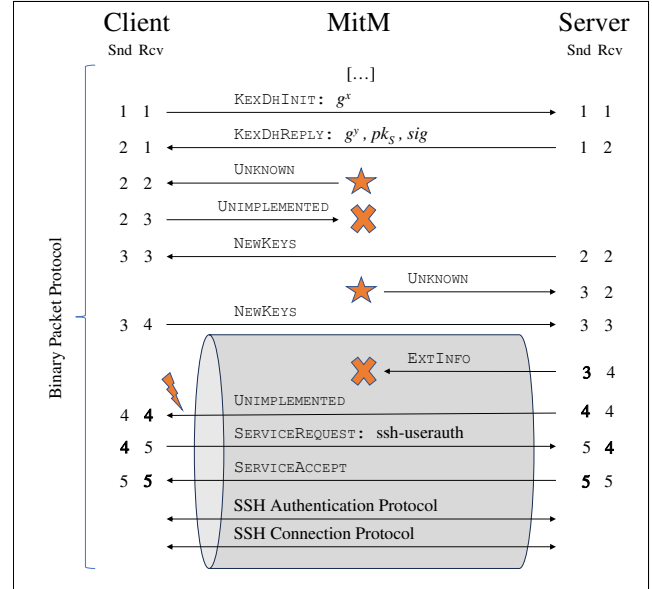 Client MitM Server
Snd Rcv Snd Rcv
[…]
KEXDHINIT: g^x
1 1 1 1
KEXDHREPLY: g^y , pk_S , sig
2 1 1 2
UNKNOWN
2 2
UNIMPLEMENTED
2 3
NEWKEYS
3 3 2 2
UNKNOWN
3 2
NEWKEYS
3 4 3 3
EXTINFO
3 4
UNIMPLEMENTED
4 4 4 4
SERVICEREQUEST: ssh-userauth
4 5 5 4
SERVICEACCEPT
5 5 5 5
SSH Authentication Protocol
SSH Connection Protocol
Binary Packet Protocol